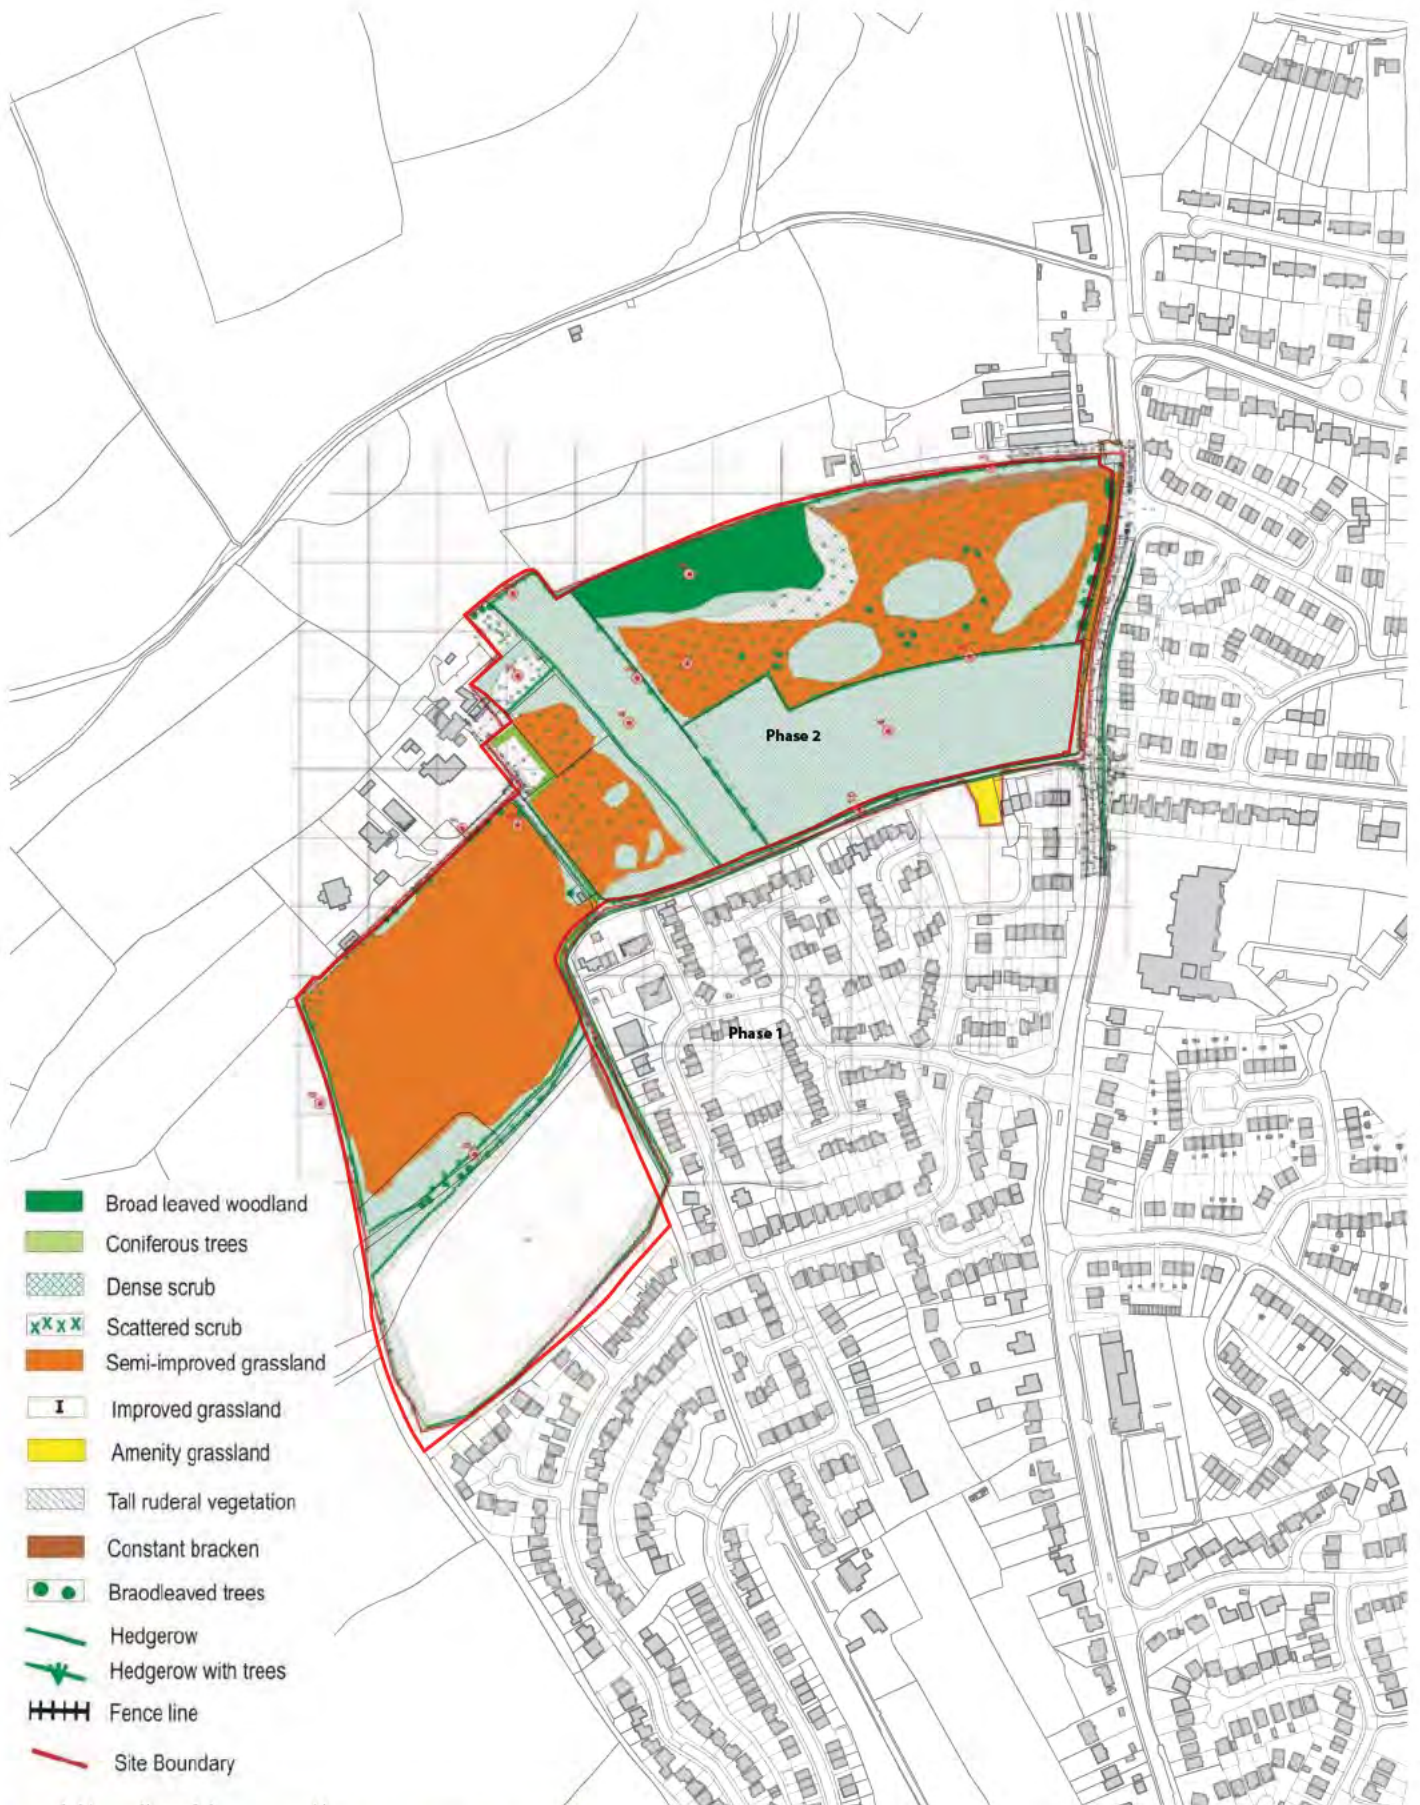 Phase 2
Phase 1
Broad leaved woodland
Coniferous trees
Dense scrub
Scattered scrub
Semi-improved grassland
I Improved grassland
Amenity grassland
Tall ruderal vegetation
Constant bracken
Braodleaved trees
Hedgerow
Hedgerow with trees
Fence line
Site Boundary